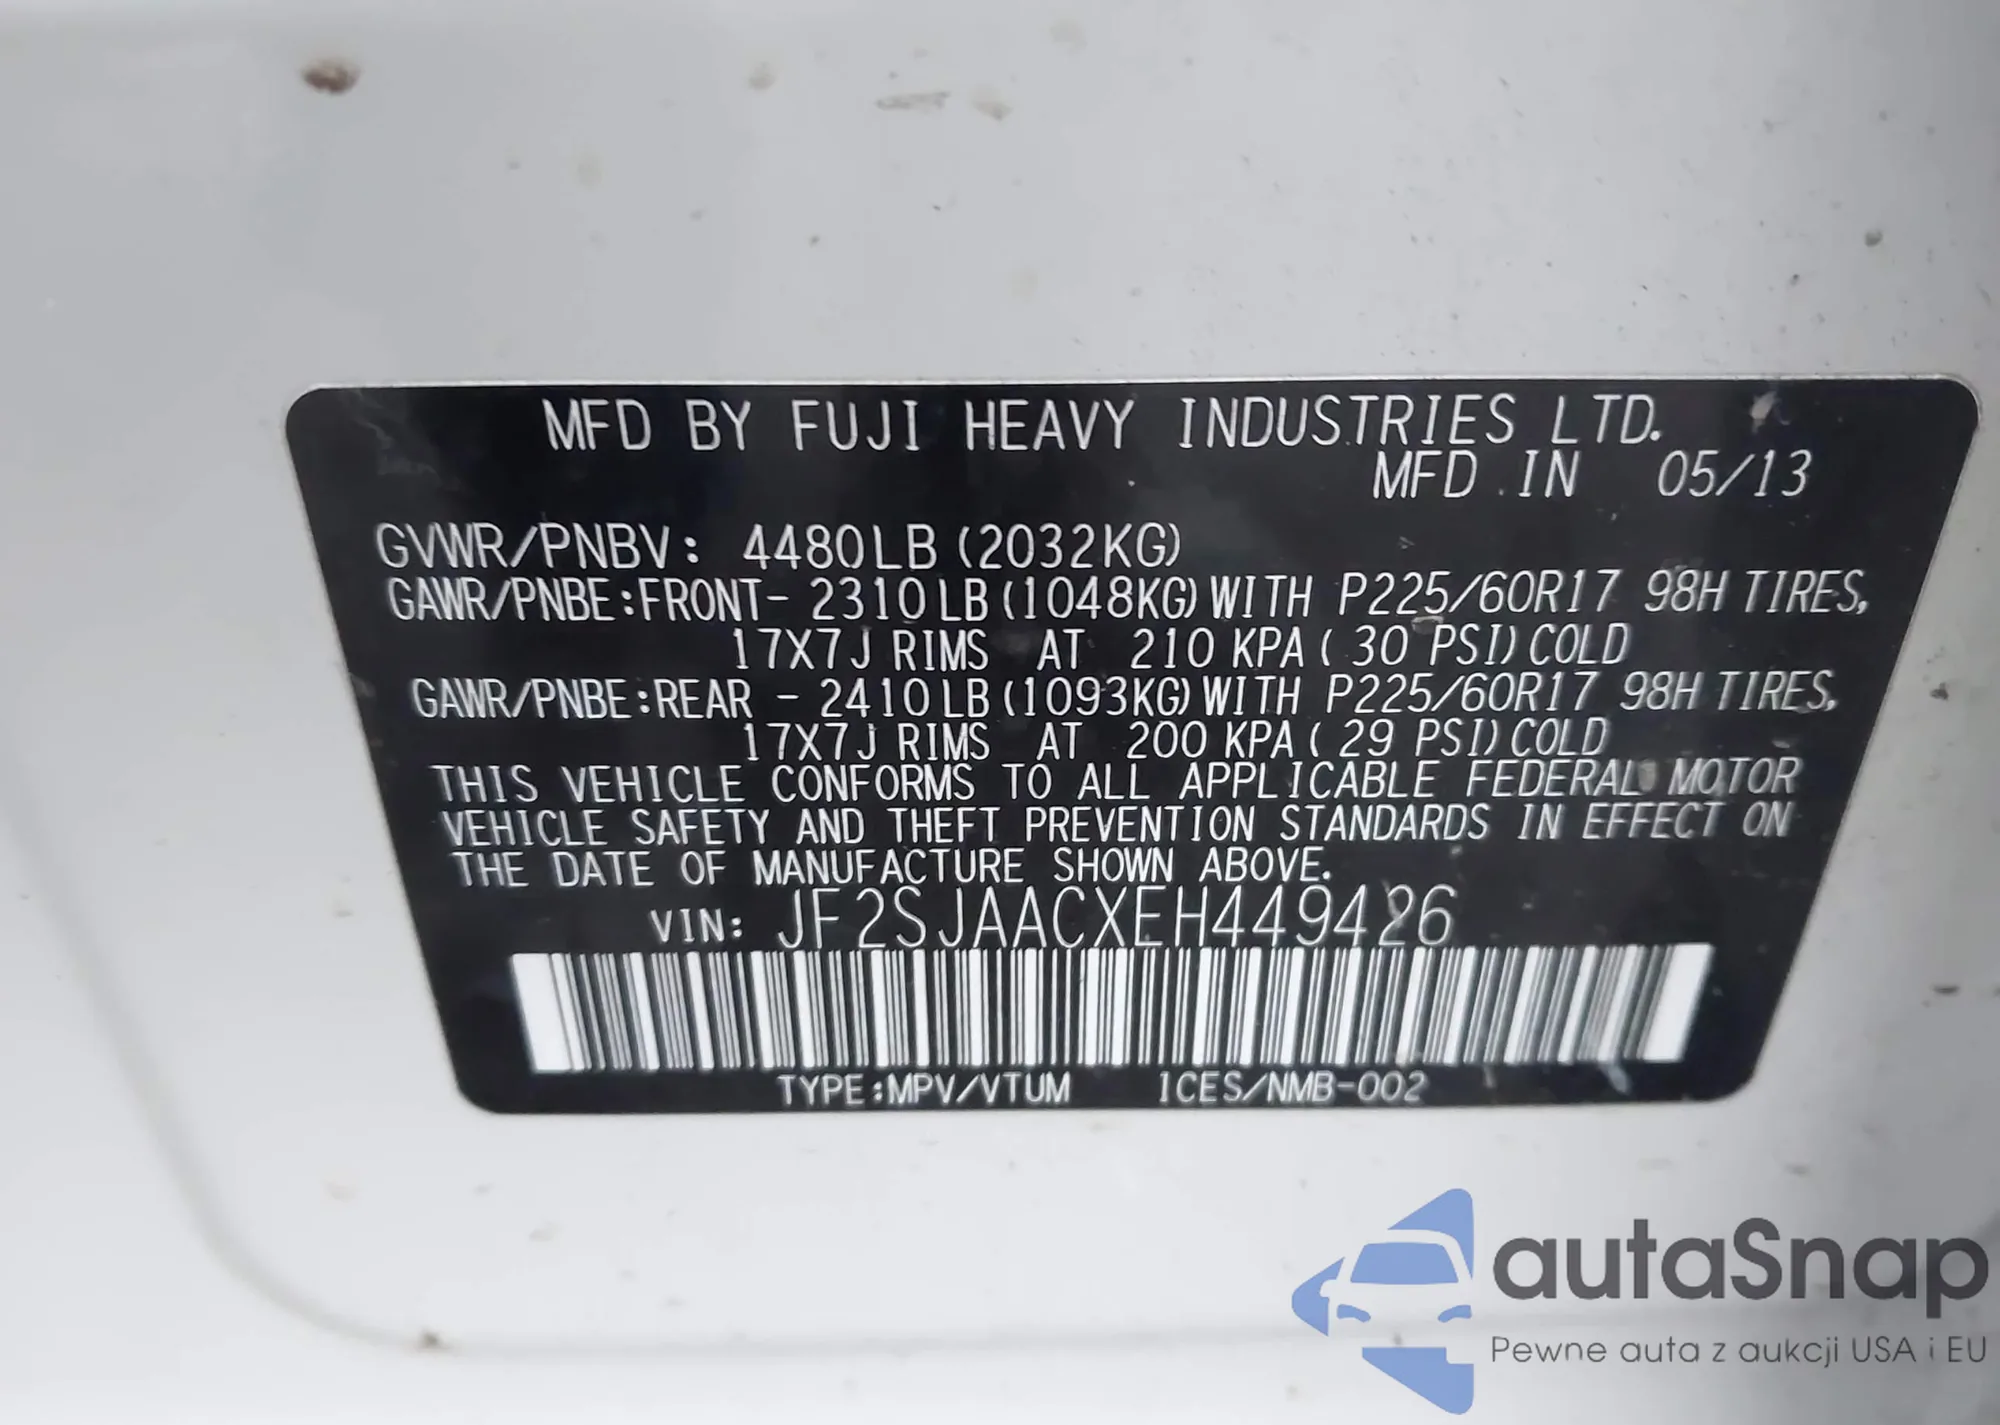 MFD BY FUJI HEAVY INDUSTRIES LTD.
MFD. IN 05/13
GVWR/PNBV: 4480LB (2032KG)
GAWR/PNBE:FRONT- 2310LB (1048KG) WITH P225/60R17 98H TIRES,
17X7J RIMS AT 210 KPA ( 30 PSI) COLD
GAWR/PNBE:REAR - 2410LB (1093KG) WITH P225/60R17 98H TIRES,
17X7J RIMS AT 200 KPA ( 29 PSI) COLD
THIS VEHICLE CONFORMS TO ALL APPLICABLE FEDERAL MOTOR
VEHICLE SAFETY AND THEFT PREVENTION STANDARDS IN EFFECT ON
THE DATE OF MANUFACTURE SHOWN ABOVE.
VIN: JF2SJAACXEH449426
TYPE:MPV/VTUM ICES/NMB-002
autaSnap
Pewne auta z aukcji USA i EU